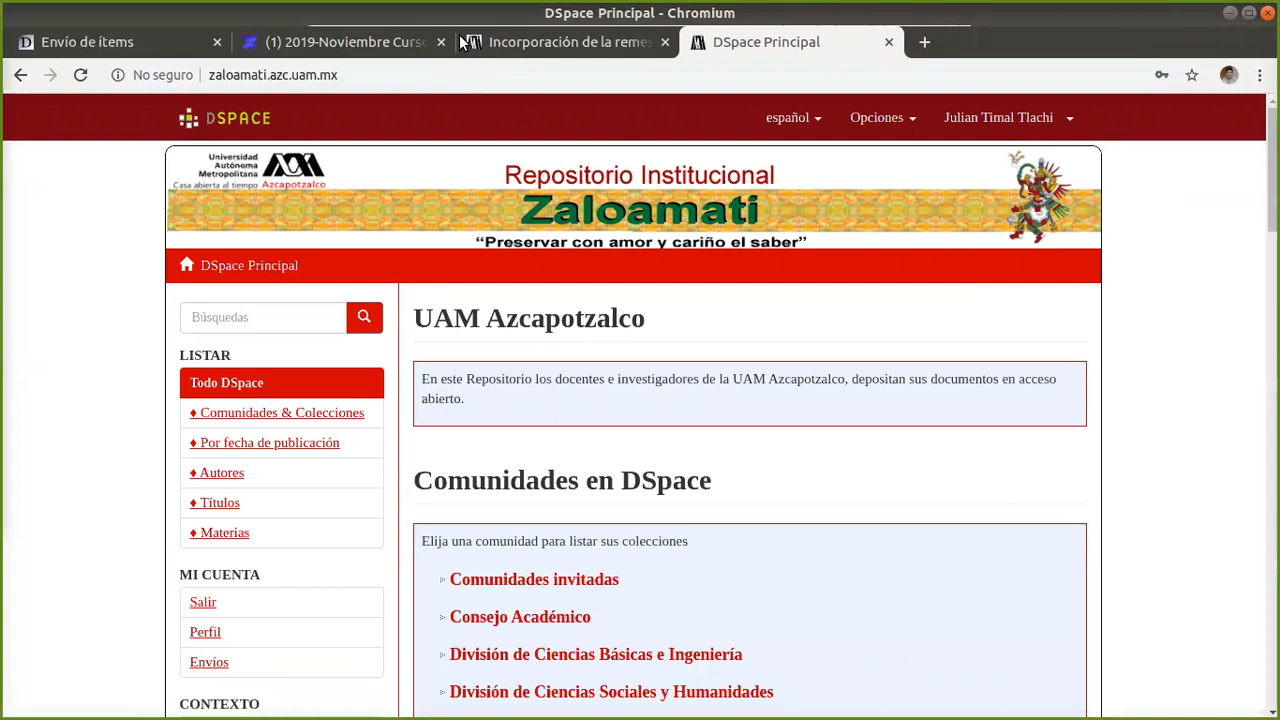 DSpace Principal - Chromium
Envío de ítems
(1) 2019-Noviembre Curso
Incorporación de la remes
DSpace Principal
No seguro
zaloamati.azc.uam.mx
DSPACE
español
Opciones
Julian Timal Tlachi
Universidad
Autónoma
Metropolitana
Casa abierta al tiempo Azcapotzalco
Repositorio Institucional
Zaloamati
“Preservar con amor y cariño el saber”
DSpace Principal
Búsquedas
LISTAR
Todo DSpace
♦ Comunidades & Colecciones
♦ Por fecha de publicación
♦ Autores
♦ Títulos
♦ Materias
MI CUENTA
Salir
Perfil
Envíos
CONTEXTO
UAM Azcapotzalco
En este Repositorio los docentes e investigadores de la UAM Azcapotzalco, depositan sus documentos en acceso
abierto.
Comunidades en DSpace
Elija una comunidad para listar sus colecciones
Comunidades invitadas
Consejo Académico
División de Ciencias Básicas e Ingeniería
División de Ciencias Sociales y Humanidades